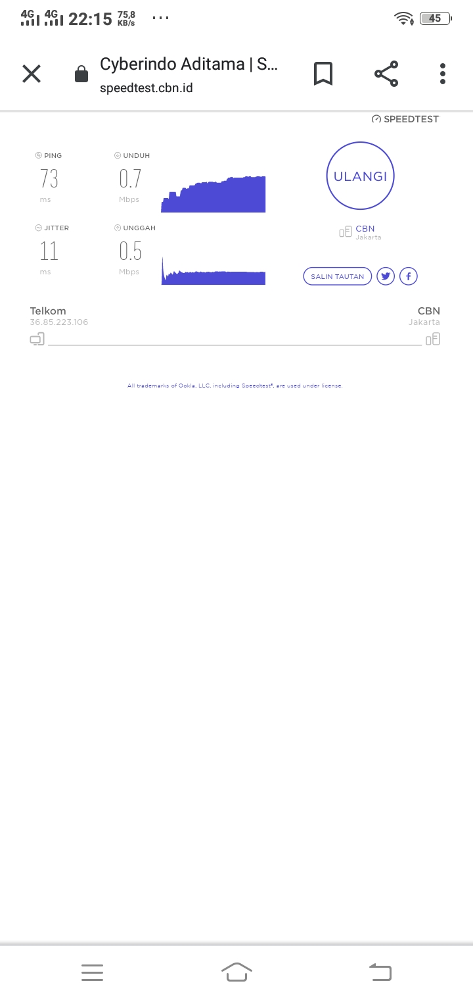 4G 4G 22:15 75,8 KB/s ... 45
Cyberindo Aditama | S...
speedtest.cbn.id
SPEEDTEST
PING
73
ms
UNDUH
0.7
Mbps
ULANGI
JITTER
11
ms
UNGGAH
0.5
Mbps
CBN
Jakarta
SALIN TAUTAN
Telkom
36.85.223.106
CBN
Jakarta
All trademarks of Ookla, LLC, including Speedtest®, are used under license.